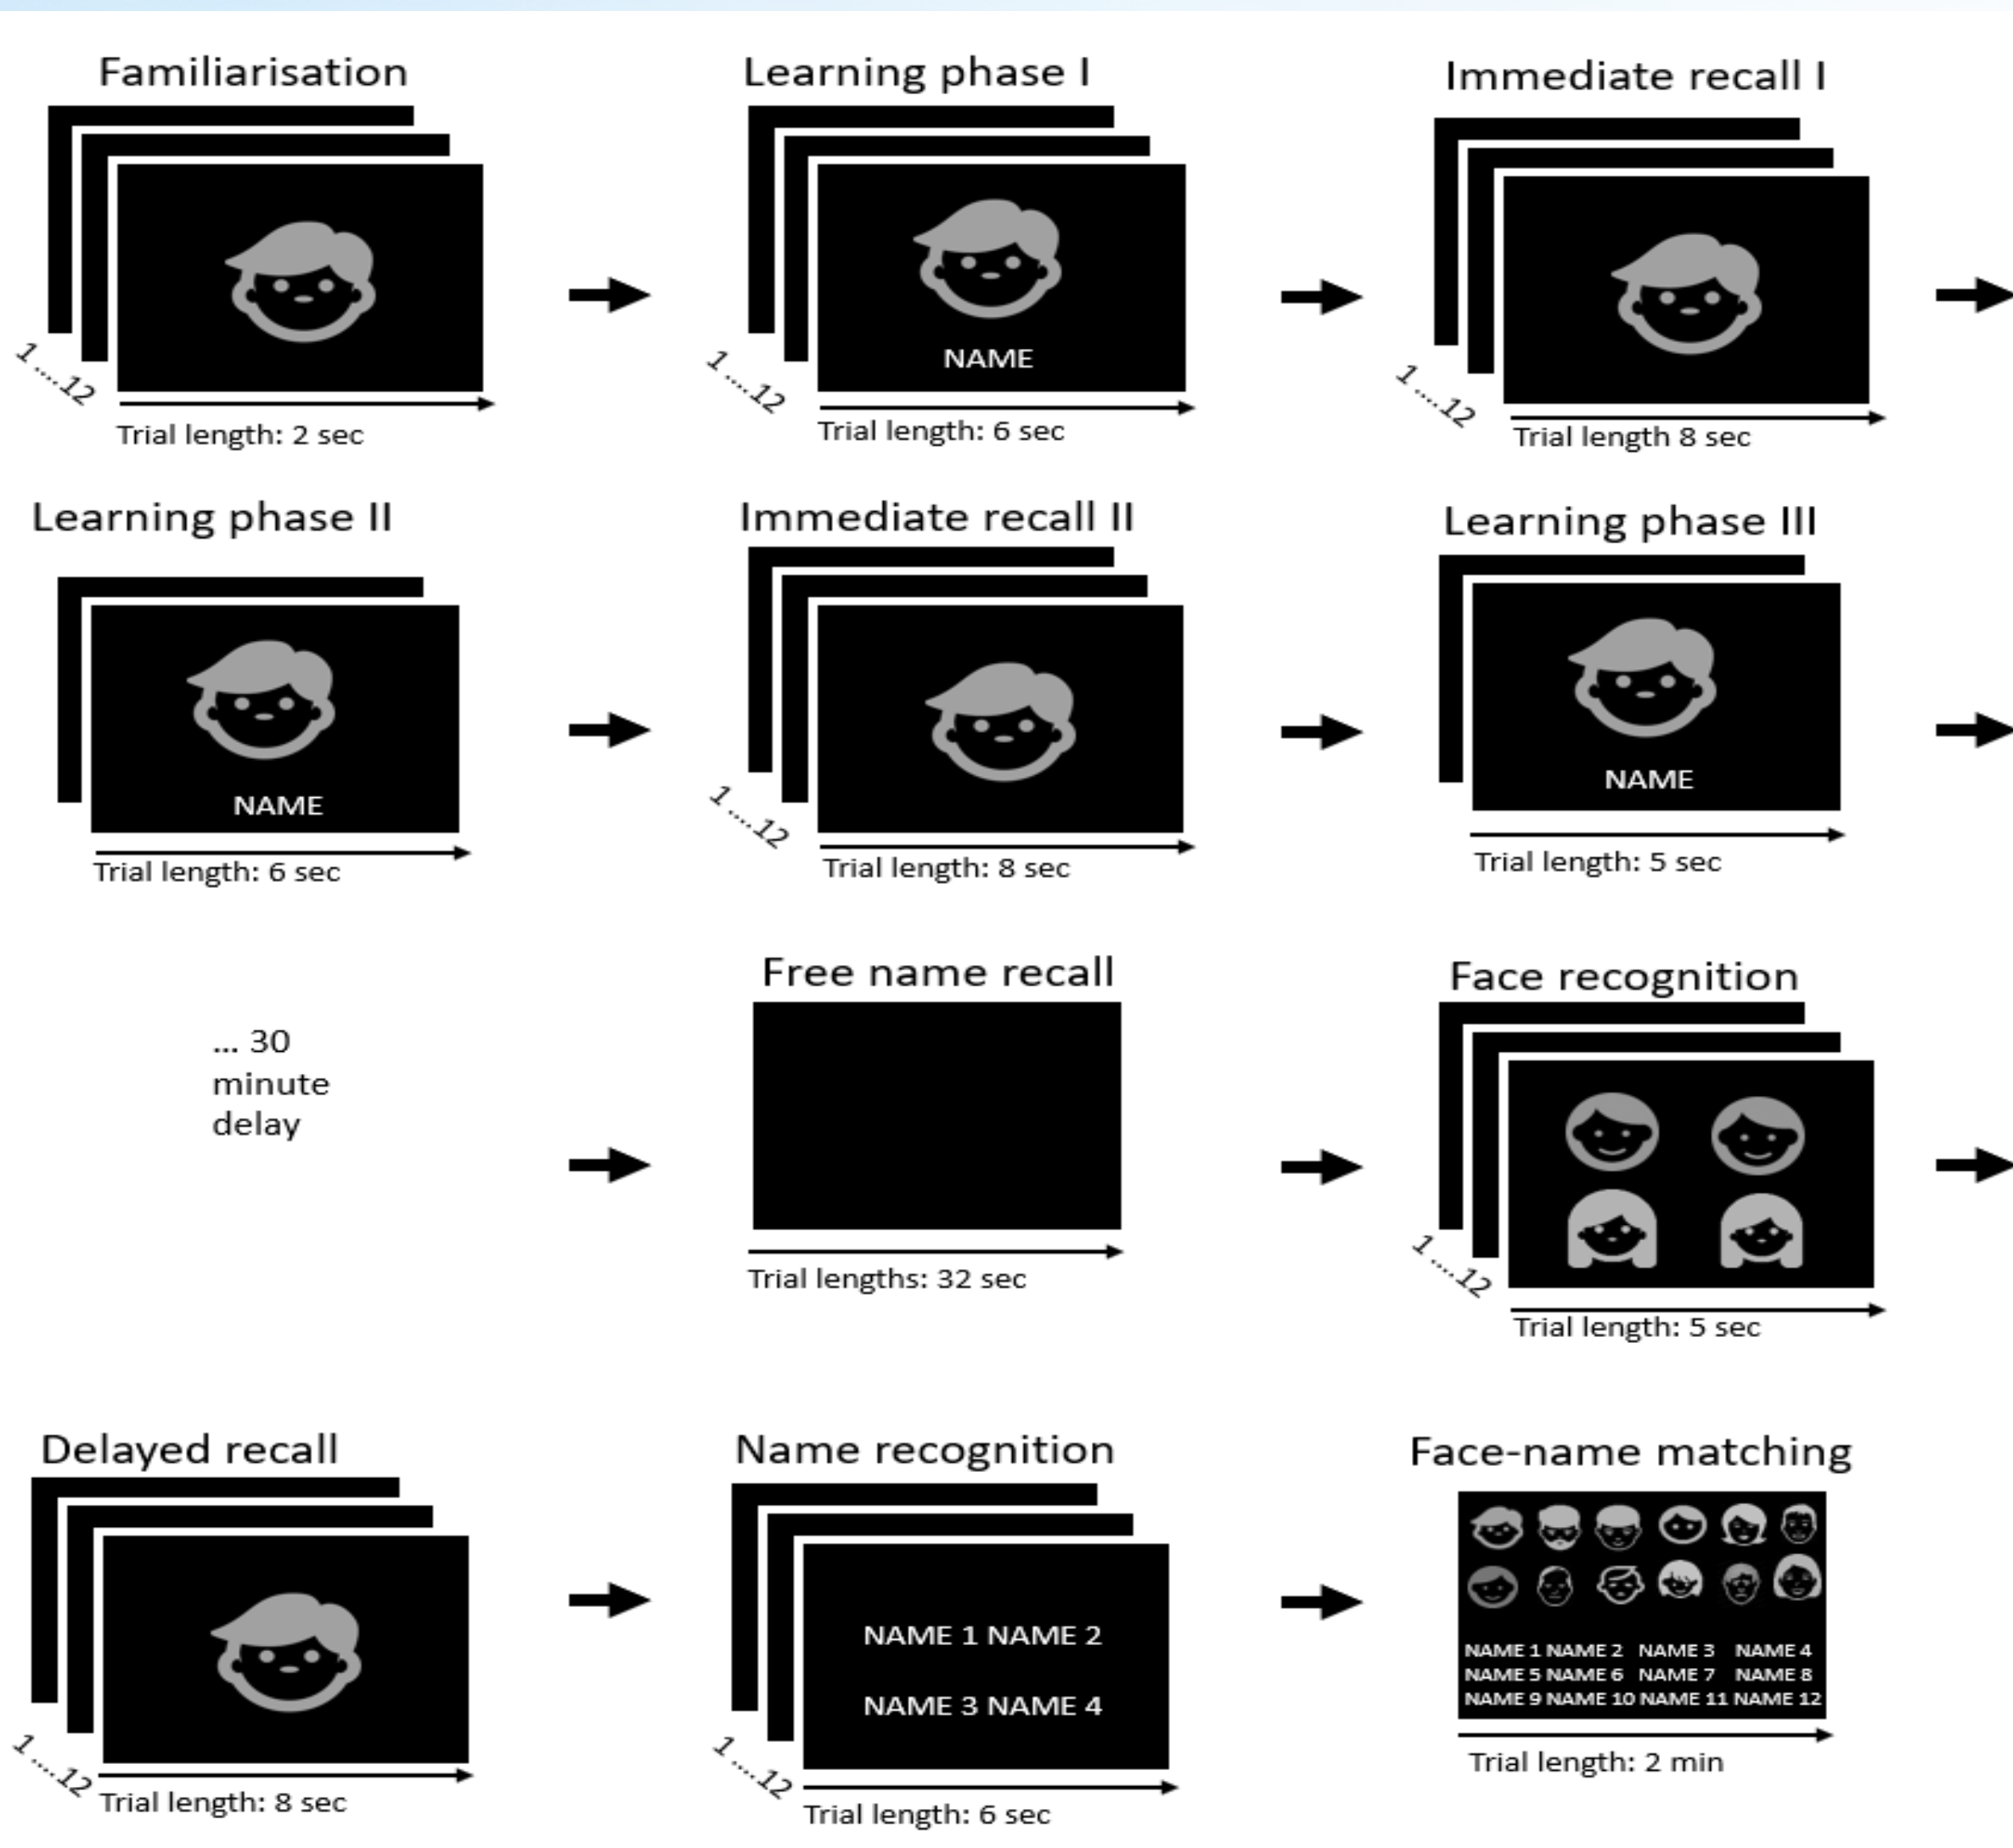 Familiarisation
1 ....12
Trial length: 2 sec
Learning phase I
NAME
1 ....12
Trial length: 6 sec
Immediate recall I
1 ....12
Trial length 8 sec
Learning phase II
NAME
Trial length: 6 sec
Immediate recall II
1 ....12
Trial length: 8 sec
Learning phase III
NAME
Trial length: 5 sec
... 30
minute
delay
Free name recall
Trial lengths: 32 sec
Face recognition
1 ....12
Trial length: 5 sec
Delayed recall
1 ....12
Trial length: 8 sec
Name recognition
NAME 1 NAME 2
NAME 3 NAME 4
1 ....12
Trial length: 6 sec
Face-name matching
NAME 1 NAME 2 NAME 3 NAME 4
NAME 5 NAME 6 NAME 7 NAME 8
NAME 9 NAME 10 NAME 11 NAME 12
Trial length: 2 min